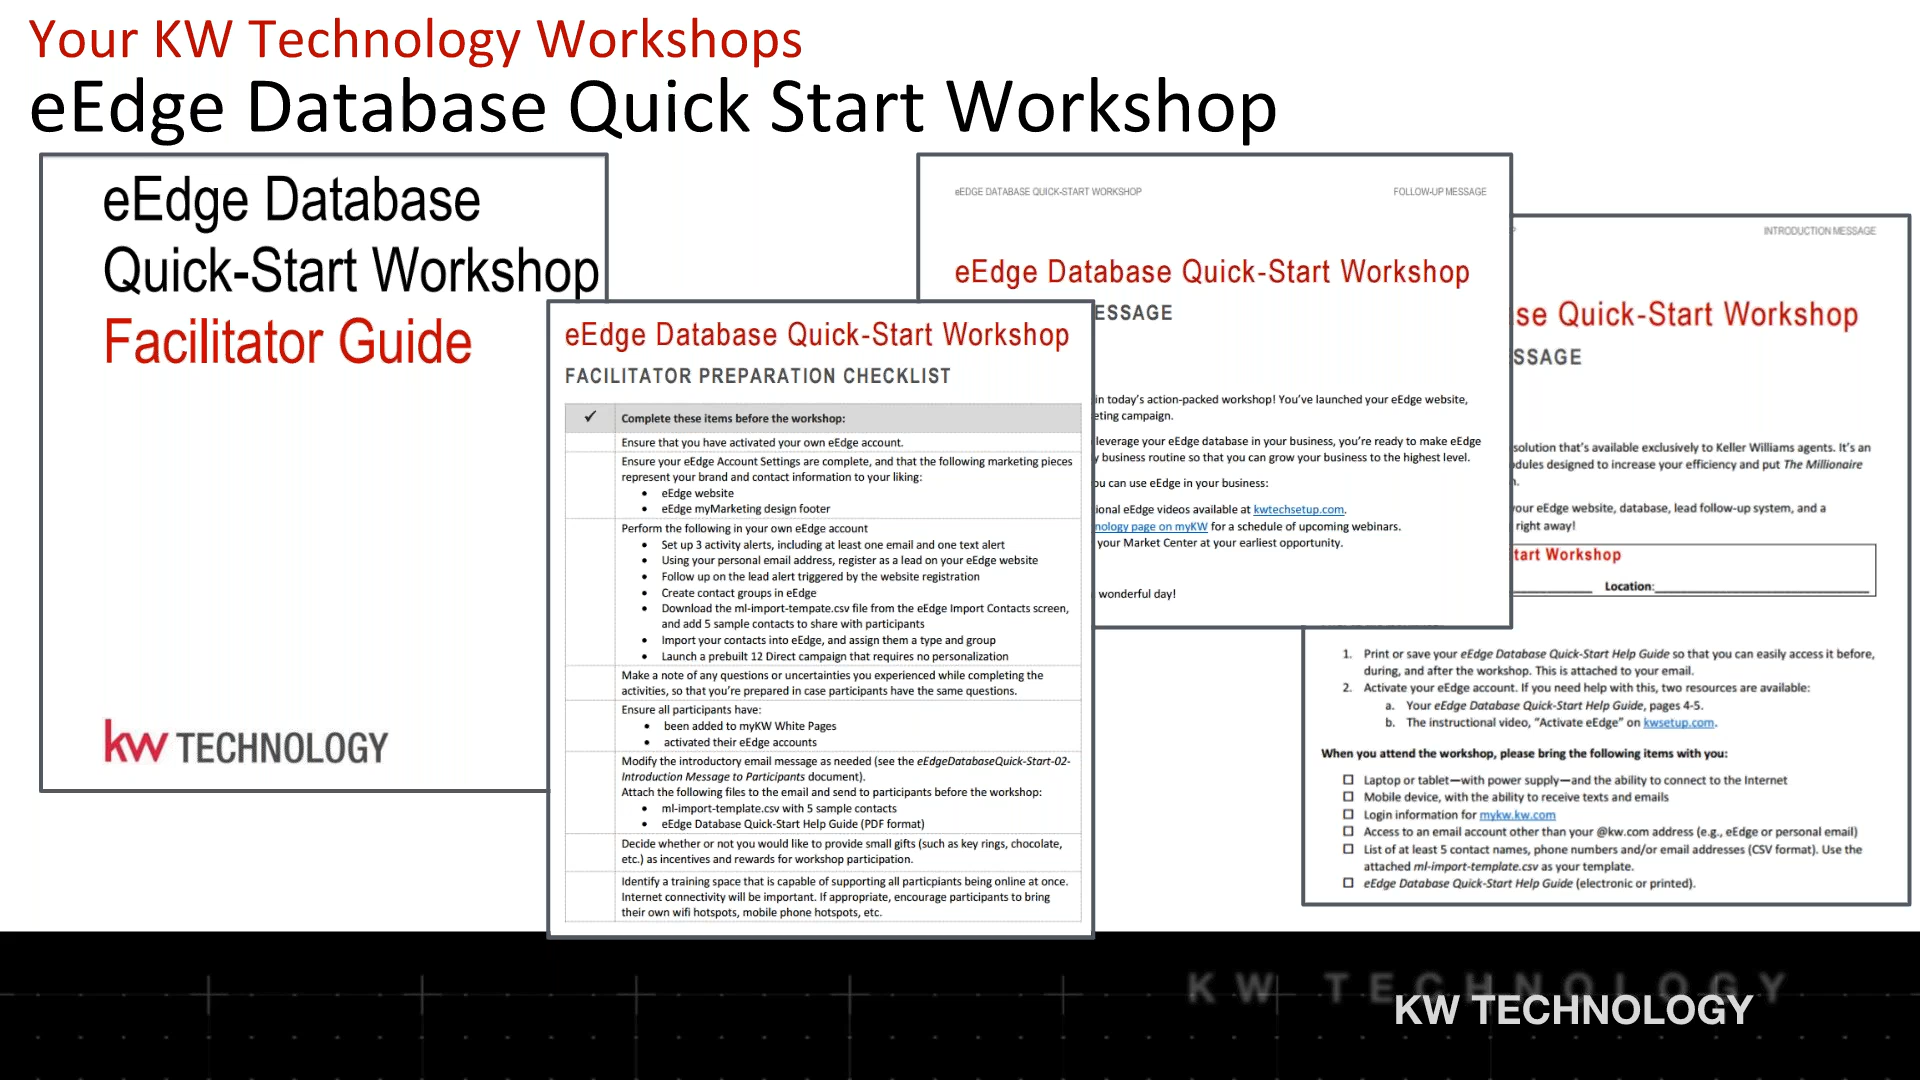 Your KW Technology Workshops
eEdge Database Quick Start Workshop
eEdge Database
Quick-Start Workshop
Facilitator Guide
kw TECHNOLOGY
eEdge Database Quick-Start Workshop
FACILITATOR PREPARATION CHECKLIST
✓ Complete these items before the workshop:
Ensure that you have activated your own eEdge account.
Ensure your eEdge Account Settings are complete, and that the following marketing pieces
represent your brand and contact information to your liking:
• eEdge website
• eEdge myMarketing design footer
Perform the following in your own eEdge account
• Set up 3 activity alerts, including at least one email and one text alert
• Using your personal email address, register as a lead on your eEdge website
• Follow up on the lead alert triggered by the website registration
• Create contact groups in eEdge
• Download the ml-import-tempate.csv file from the eEdge Import Contacts screen,
and add 5 sample contacts to share with participants
• Import your contacts into eEdge, and assign them a type and group
• Launch a prebuilt 12 Direct campaign that requires no personalization
Make a note of any questions or uncertainties you experienced while completing the
activities, so that you're prepared in case participants have the same questions.
Ensure all participants have:
• been added to myKW White Pages
• activated their eEdge accounts
Modify the introductory email message as needed (see the eEdgeDatabaseQuick-Start-02-
Introduction Message to Participants document).
Attach the following files to the email and send to participants before the workshop:
• ml-import-template.csv with 5 sample contacts
• eEdge Database Quick-Start Help Guide (PDF format)
Decide whether or not you would like to provide small gifts (such as key rings, chocolate,
etc.) as incentives and rewards for workshop participation.
Identify a training space that is capable of supporting all particpiants being online at once.
Internet connectivity will be important. If appropriate, encourage participants to bring
their own wifi hotspots, mobile phone hotspots, etc.
eEDGE DATABASE QUICK-START WORKSHOP FOLLOW-UP MESSAGE
eEdge Database Quick-Start Workshop
ESSAGE
in today's action-packed workshop! You've launched your eEdge website,
eting campaign.
leverage your eEdge database in your business, you're ready to make eEdge
y business routine so that you can grow your business to the highest level.
ou can use eEdge in your business:
ional eEdge videos available at kwtechsetup.com.
nology page on myKW for a schedule of upcoming webinars.
your Market Center at your earliest opportunity.
wonderful day!
INTRODUCTION MESSAGE
se Quick-Start Workshop
SSAGE
solution that's available exclusively to Keller Williams agents. It's an
dules designed to increase your efficiency and put The Millionaire
n.
your eEdge website, database, lead follow-up system, and a
right away!
tart Workshop
Location:
1. Print or save your eEdge Database Quick-Start Help Guide so that you can easily access it before,
during, and after the workshop. This is attached to your email.
2. Activate your eEdge account. If you need help with this, two resources are available:
a. Your eEdge Database Quick-Start Help Guide, pages 4-5.
b. The instructional video, "Activate eEdge" on kwsetup.com.
When you attend the workshop, please bring the following items with you:
☐ Laptop or tablet—with power supply—and the ability to connect to the Internet
☐ Mobile device, with the ability to receive texts and emails
☐ Login information for mykw.kw.com
☐ Access to an email account other than your @kw.com address (e.g., eEdge or personal email)
☐ List of at least 5 contact names, phone numbers and/or email addresses (CSV format). Use the
attached ml-import-template.csv as your template.
☐ eEdge Database Quick-Start Help Guide (electronic or printed).
KW TECHNOLOGY
KW TECHNOLOGY